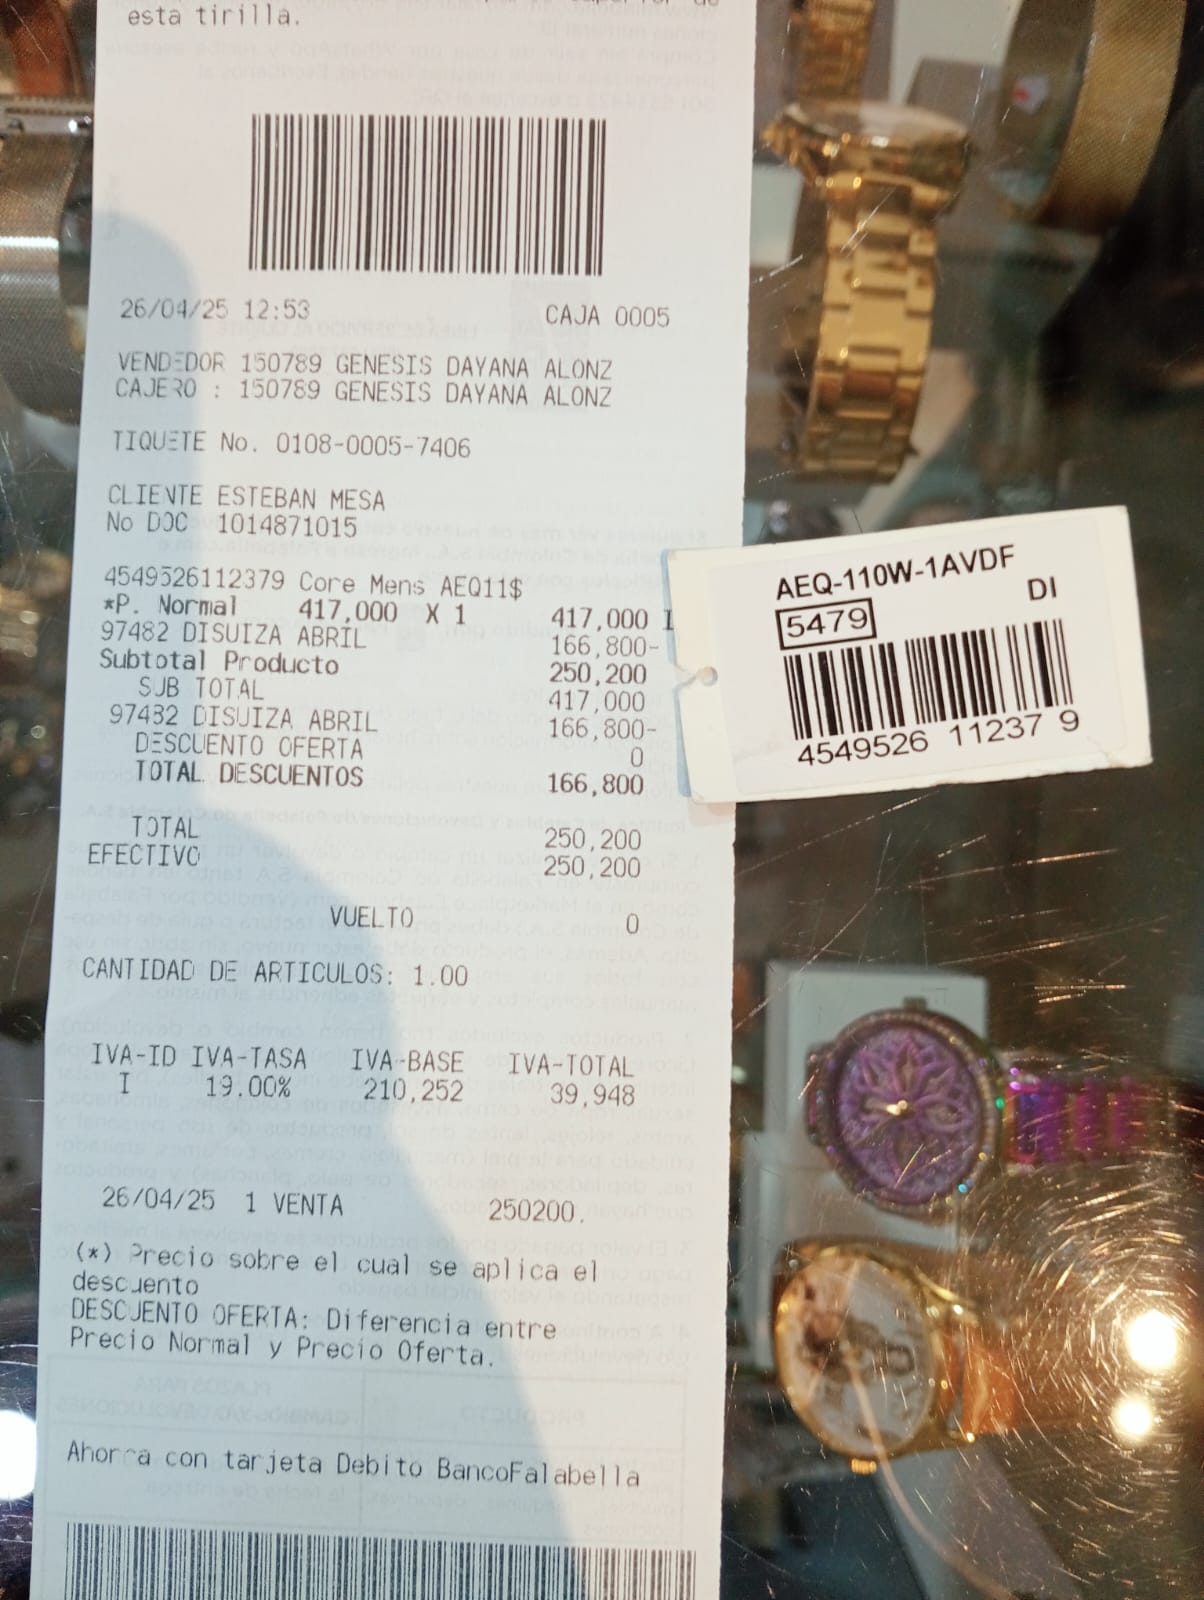 esta tirilla.
26/04/25 12:53 CAJA 0005
VENDEDOR 150789 GENESIS DAYANA ALONZ
CAJERO : 150789 GENESIS DAYANA ALONZ
TIQUETE No. 0108-0005-7406
CLIENTE ESTEBAN MESA
No DOC 1014871015
4549526112379 Core Mens AEQ11$
*P. Normal 417,000 X 1 417,000 I
97482 DISUIZA ABRIL 166,800-
Subtotal Producto 250,200
SUB TOTAL 417,000
97482 DISUIZA ABRIL 166,800-
DESCUENTO OFERTA 0
TOTAL DESCUENTOS 166,800
TOTAL 250,200
EFECTIVO 250,200
VUELTO 0
CANTIDAD DE ARTICULOS: 1.00
IVA-ID IVA-TASA IVA-BASE IVA-TOTAL
I 19.00% 210,252 39,948
26/04/25 1 VENTA 250200.
(*) Precio sobre el cual se aplica el
descuento
DESCUENTO OFERTA: Diferencia entre
Precio Normal y Precio Oferta.
Ahorra con tarjeta Debito BancoFalabella
AEQ-110W-1AVDF
DI
5479
4549526 11237 9